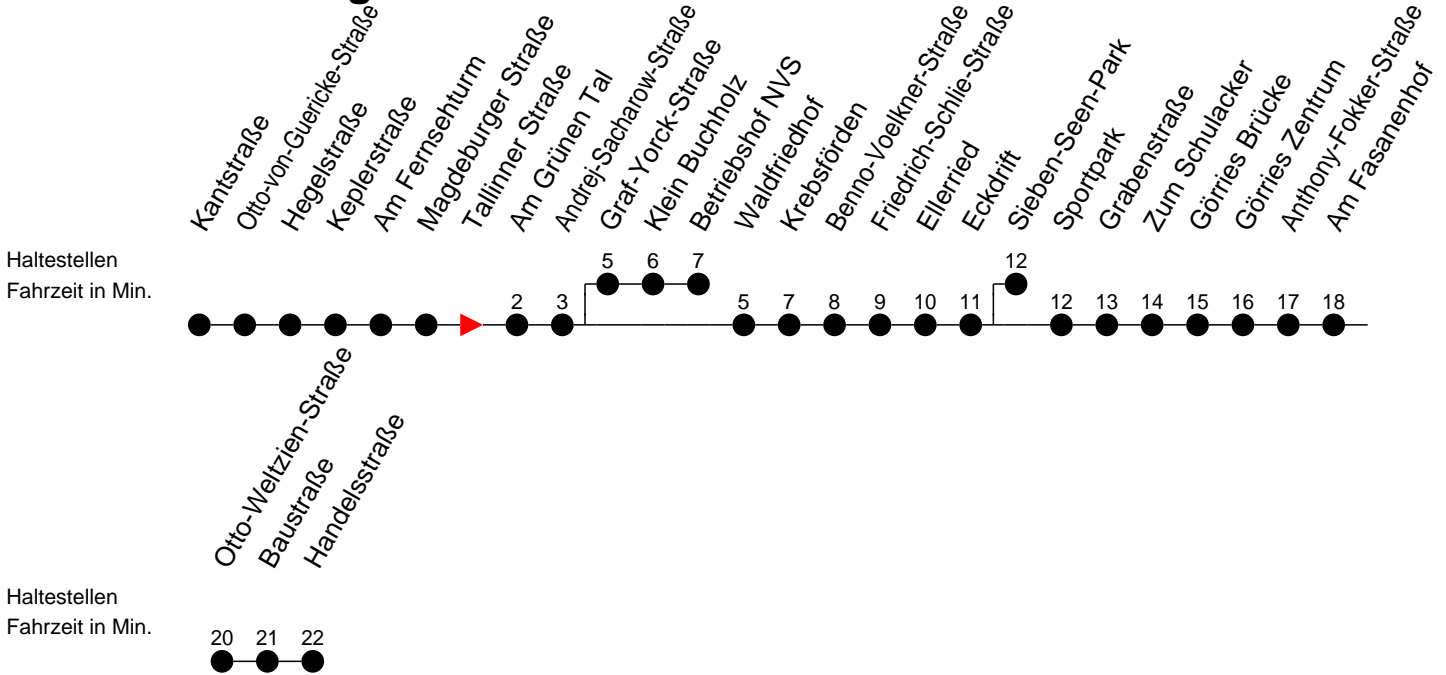 Kantstraße
Otto-von-Guericke-Straße
Hegelstraße
Keplerstraße
Am Fernsehturm
Magdeburger Straße
Tallinner Straße
Am Grünen Tal
Andrej-Sacharow-Straße
Graf-Yorck-Straße
Klein Buchholz
Betriebshof NVS
Waldfriedhof
Krebsförden
Benno-Voelkner-Straße
Friedrich-Schlie-Straße
Ellerried
Eckdrift
Sieben-Seen-Park
Sportpark
Grabenstraße
Zum Schulacker
Görries Brücke
Görries Zentrum
Anthony-Fokker-Straße
Am Fasanenhof
Haltestellen
Fahrzeit in Min.
5 6 7 12
2 3 5 7 8 9 10 11 12 13 14 15 16 17 18
Otto-Weltzien-Straße
Baustraße
Handelsstraße
Haltestellen
Fahrzeit in Min.
20 21 22